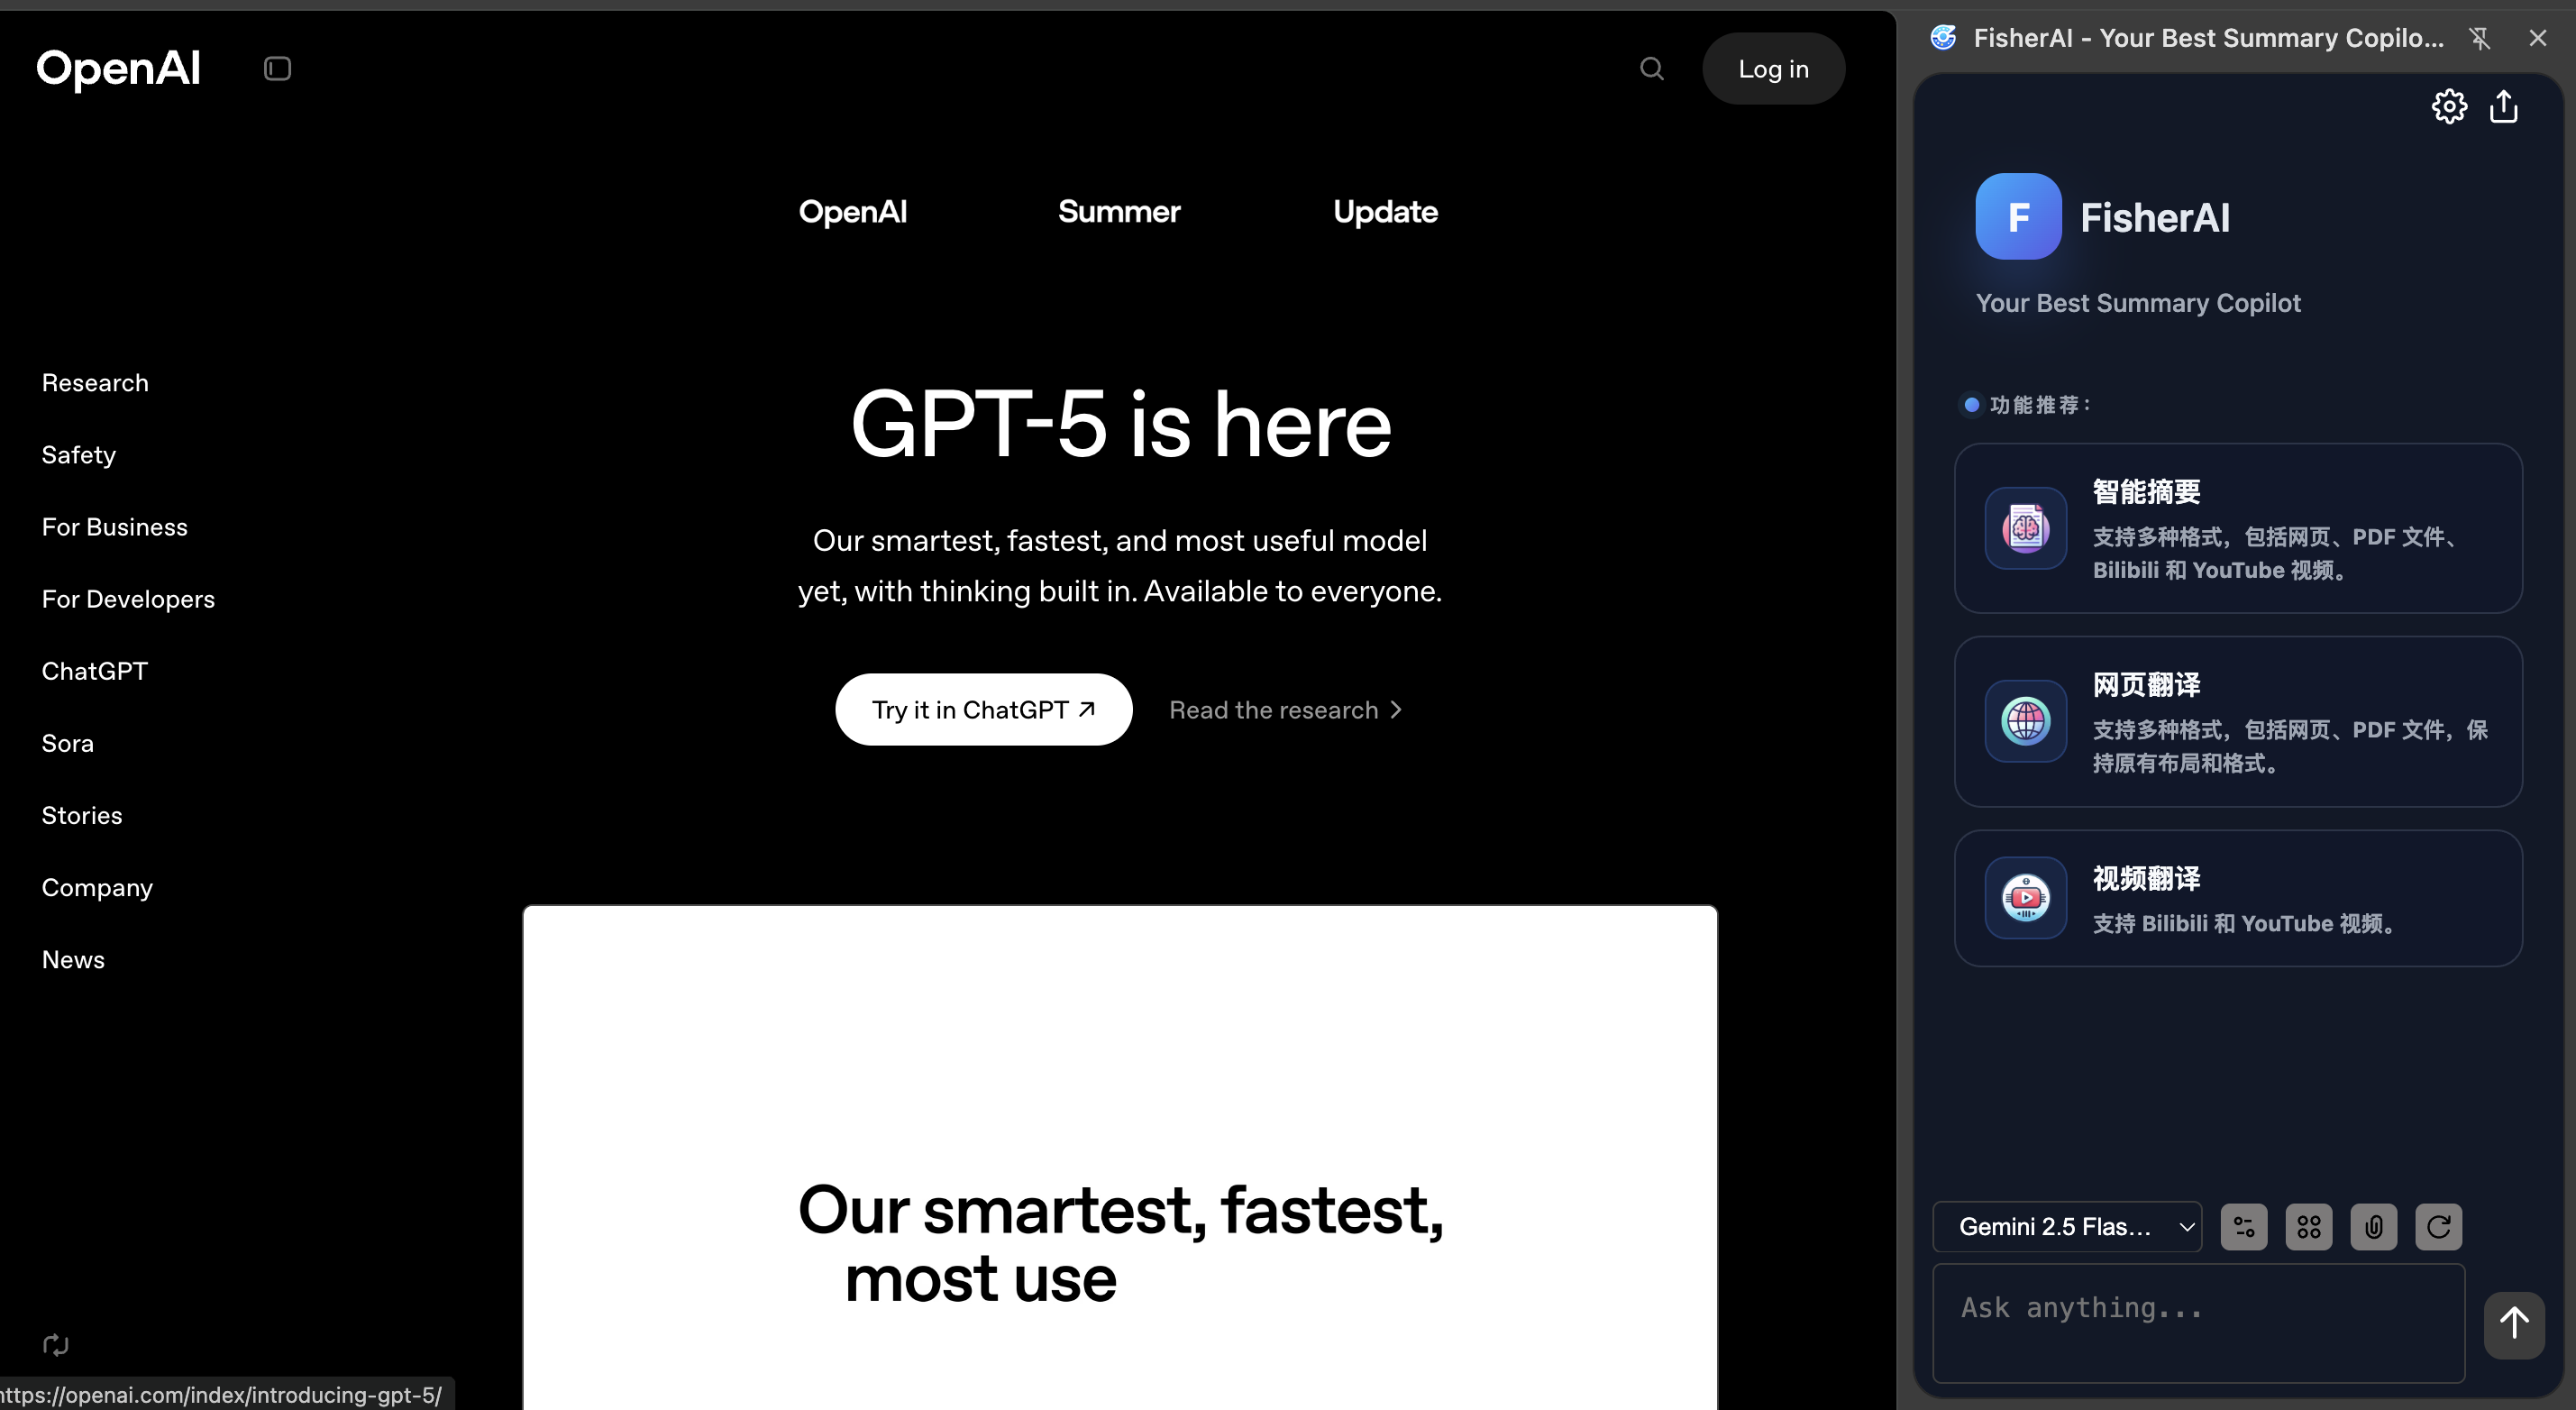 OpenAI
Log in
OpenAI Summer Update
Research
Safety
For Business
For Developers
ChatGPT
Sora
Stories
Company
News
GPT-5 is here
Our smartest, fastest, and most useful model
yet, with thinking built in. Available to everyone.
Try it in ChatGPT
Read the research
Our smartest, fastest,
most use
https://openai.com/index/introducing-gpt-5/
FisherAI - Your Best Summary Copilo...
F
FisherAI
Your Best Summary Copilot
功能推荐：
智能摘要
支持多种格式，包括网页、PDF 文件、
Bilibili 和 YouTube 视频。
网页翻译
支持多种格式，包括网页、PDF 文件，保
持原有布局和格式。
视频翻译
支持 Bilibili 和 YouTube 视频。
Gemini 2.5 Flas...
Ask anything...